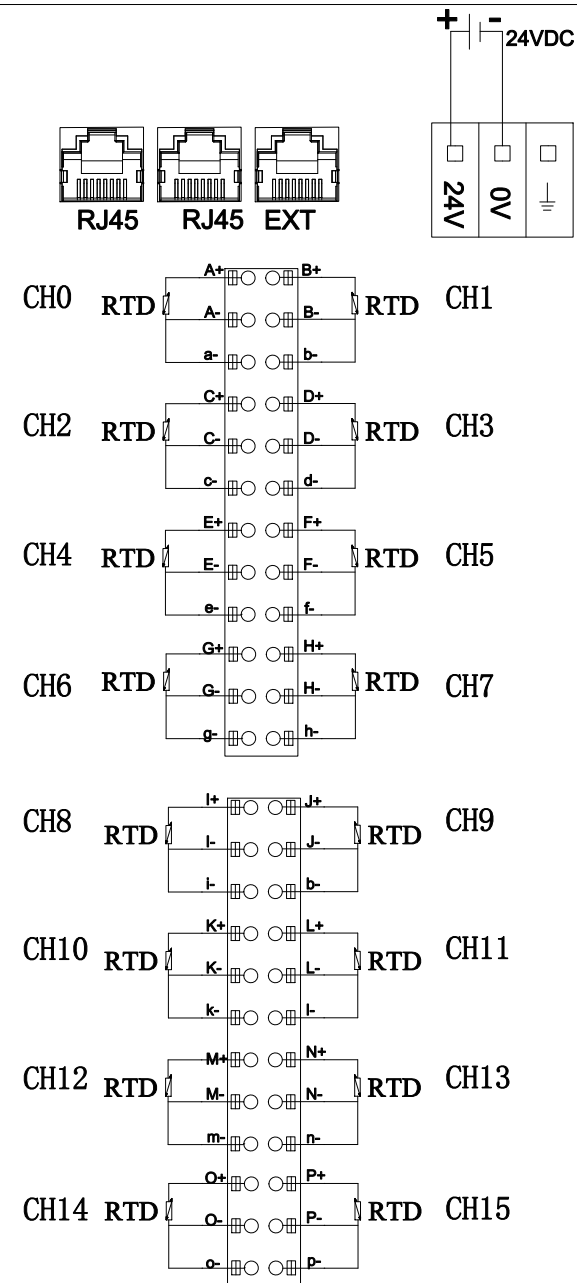 + -
24VDC
RJ45 RJ45 EXT
24V 0V
A+ B+
CH0 RTD RTD CH1
A- B-
a- b-
C+ D+
CH2 RTD RTD CH3
C- D-
c- d-
E+ F+
CH4 RTD RTD CH5
E- F-
e- f-
G+ H+
CH6 RTD RTD CH7
G- H-
g- h-
I+ J+
CH8 RTD RTD CH9
I- J-
i- b-
K+ L+
CH10 RTD RTD CH11
K- L-
k- l-
M+ N+
CH12 RTD RTD CH13
M- N-
m- n-
O+ P+
CH14 RTD RTD CH15
O- P-
o- p-